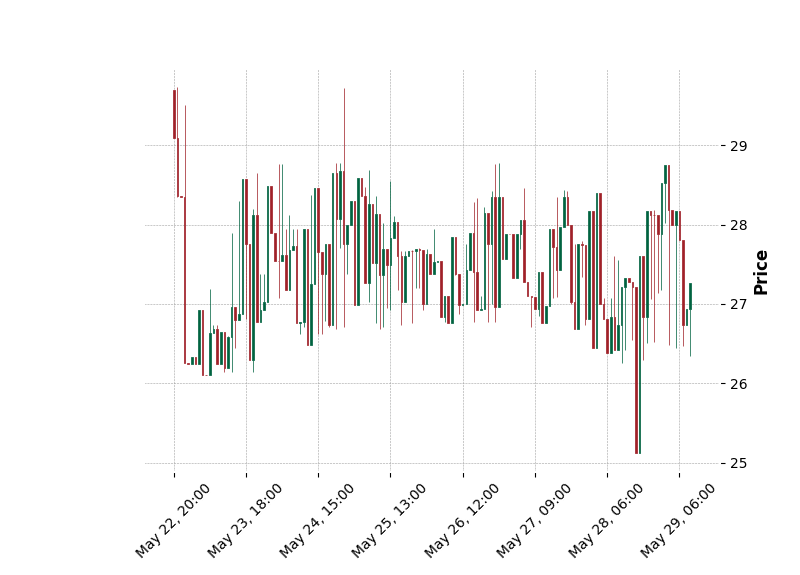 29
28
27
26
25
Price
May 22, 20:00
May 23, 18:00
May 24, 15:00
May 25, 13:00
May 26, 12:00
May 27, 09:00
May 28, 06:00
May 29, 06:00